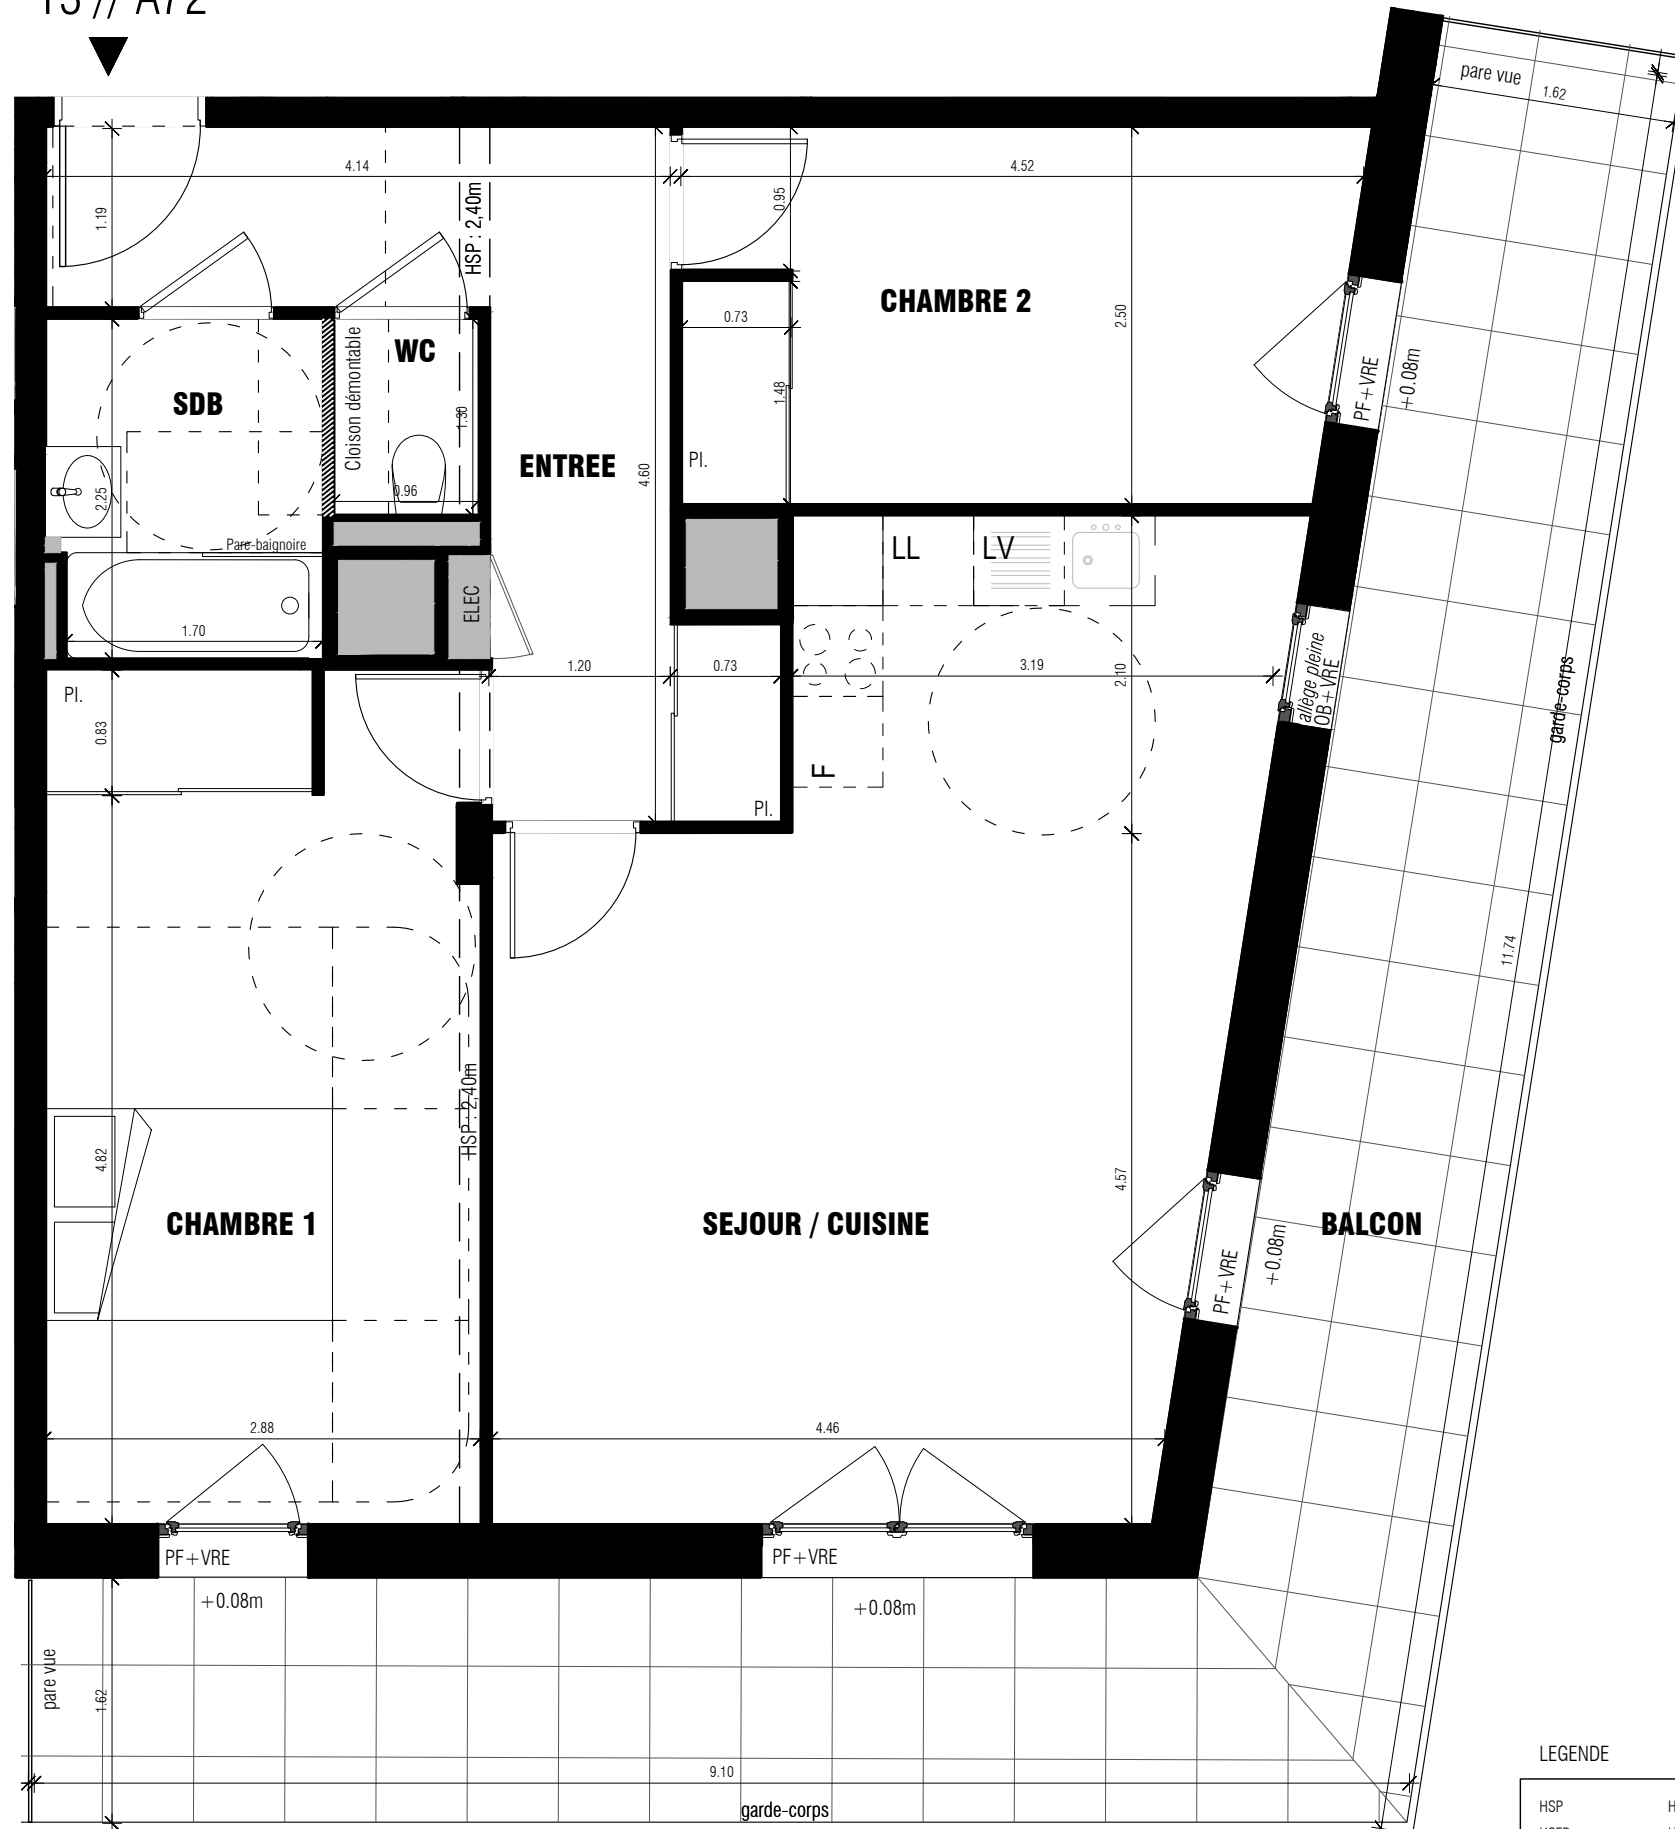 T3 // A72
pare vue
1.62
4.14
4.52
1.19
HSP : 2,40m
0.95
CHAMBRE 2
2.50
0.73
WC
Cloison démontable
SDB
1.30
1.48
PF+VRE
+0.08m
Pl.
ENTREE
4.60
0.96
2.25
Pare-baignoire
LL
LV
ELEC
1.70
1.20
0.73
3.19
2.10
allège pleine
OB+VRE
garde-corps
Pl.
0.83
F
Pl.
11.74
HSP : 2,40m
4.82
4.57
CHAMBRE 1
SEJOUR / CUISINE
BALCON
+0.08m
PF+VRE
2.88
4.46
PF+VRE
PF+VRE
+0.08m
+0.08m
pare vue
1.62
9.10
garde-corps
LEGENDE
HSP